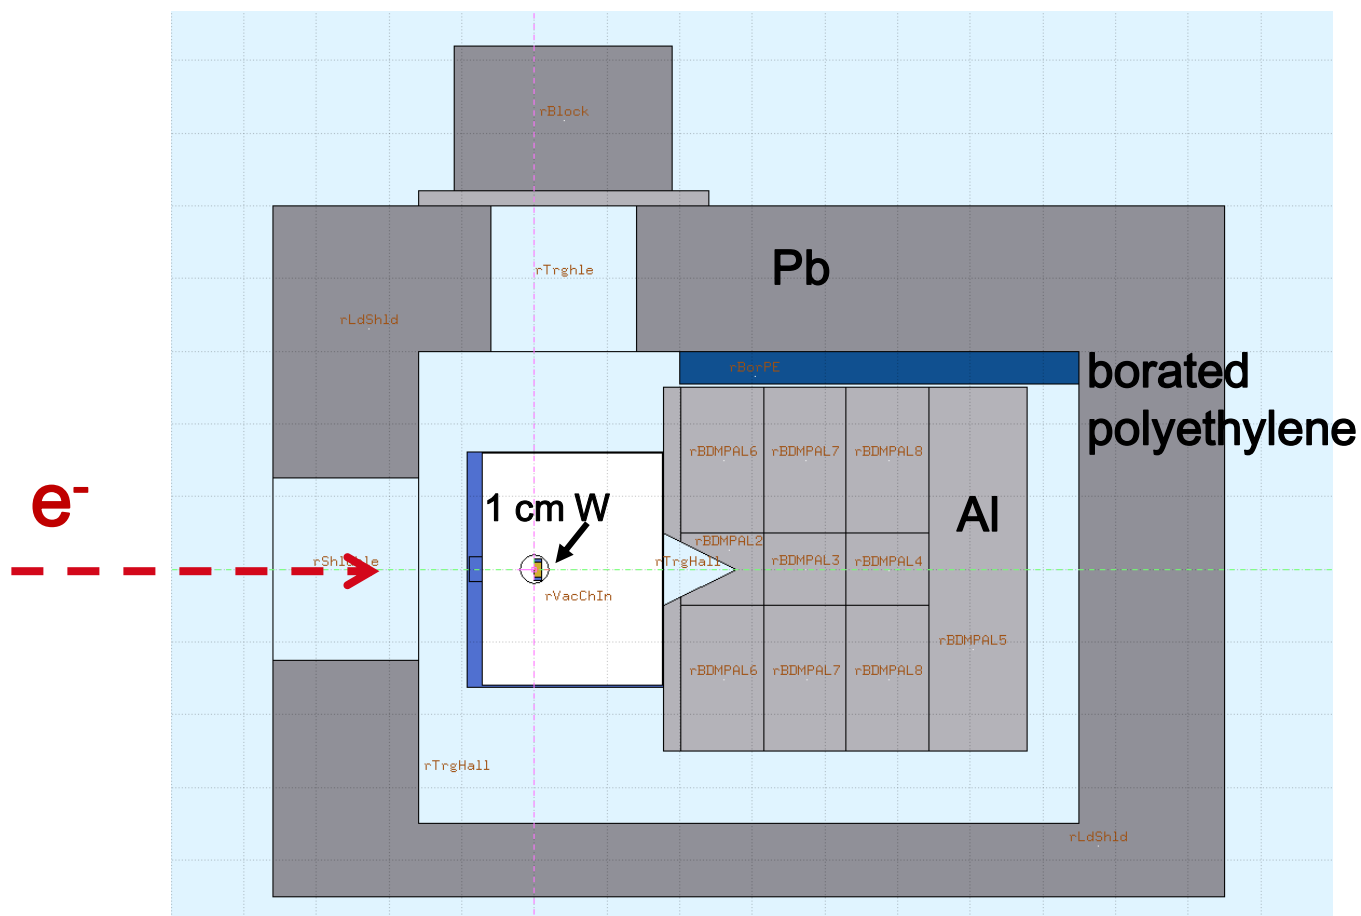 rBlock
Pb
rTrghle
rLdShld
rBorPE
borated
polyethylene
rBDMPAL6
rBDMPAL7
rBDMPAL8
e-
1 cm W
Al
rBDMPAL2
rShldhle
rTrgHall
rBDMPAL3
rBDMPAL4
rVacChIn
rBDMPAL5
rBDMPAL6
rBDMPAL7
rBDMPAL8
rTrgHall
rLdShld